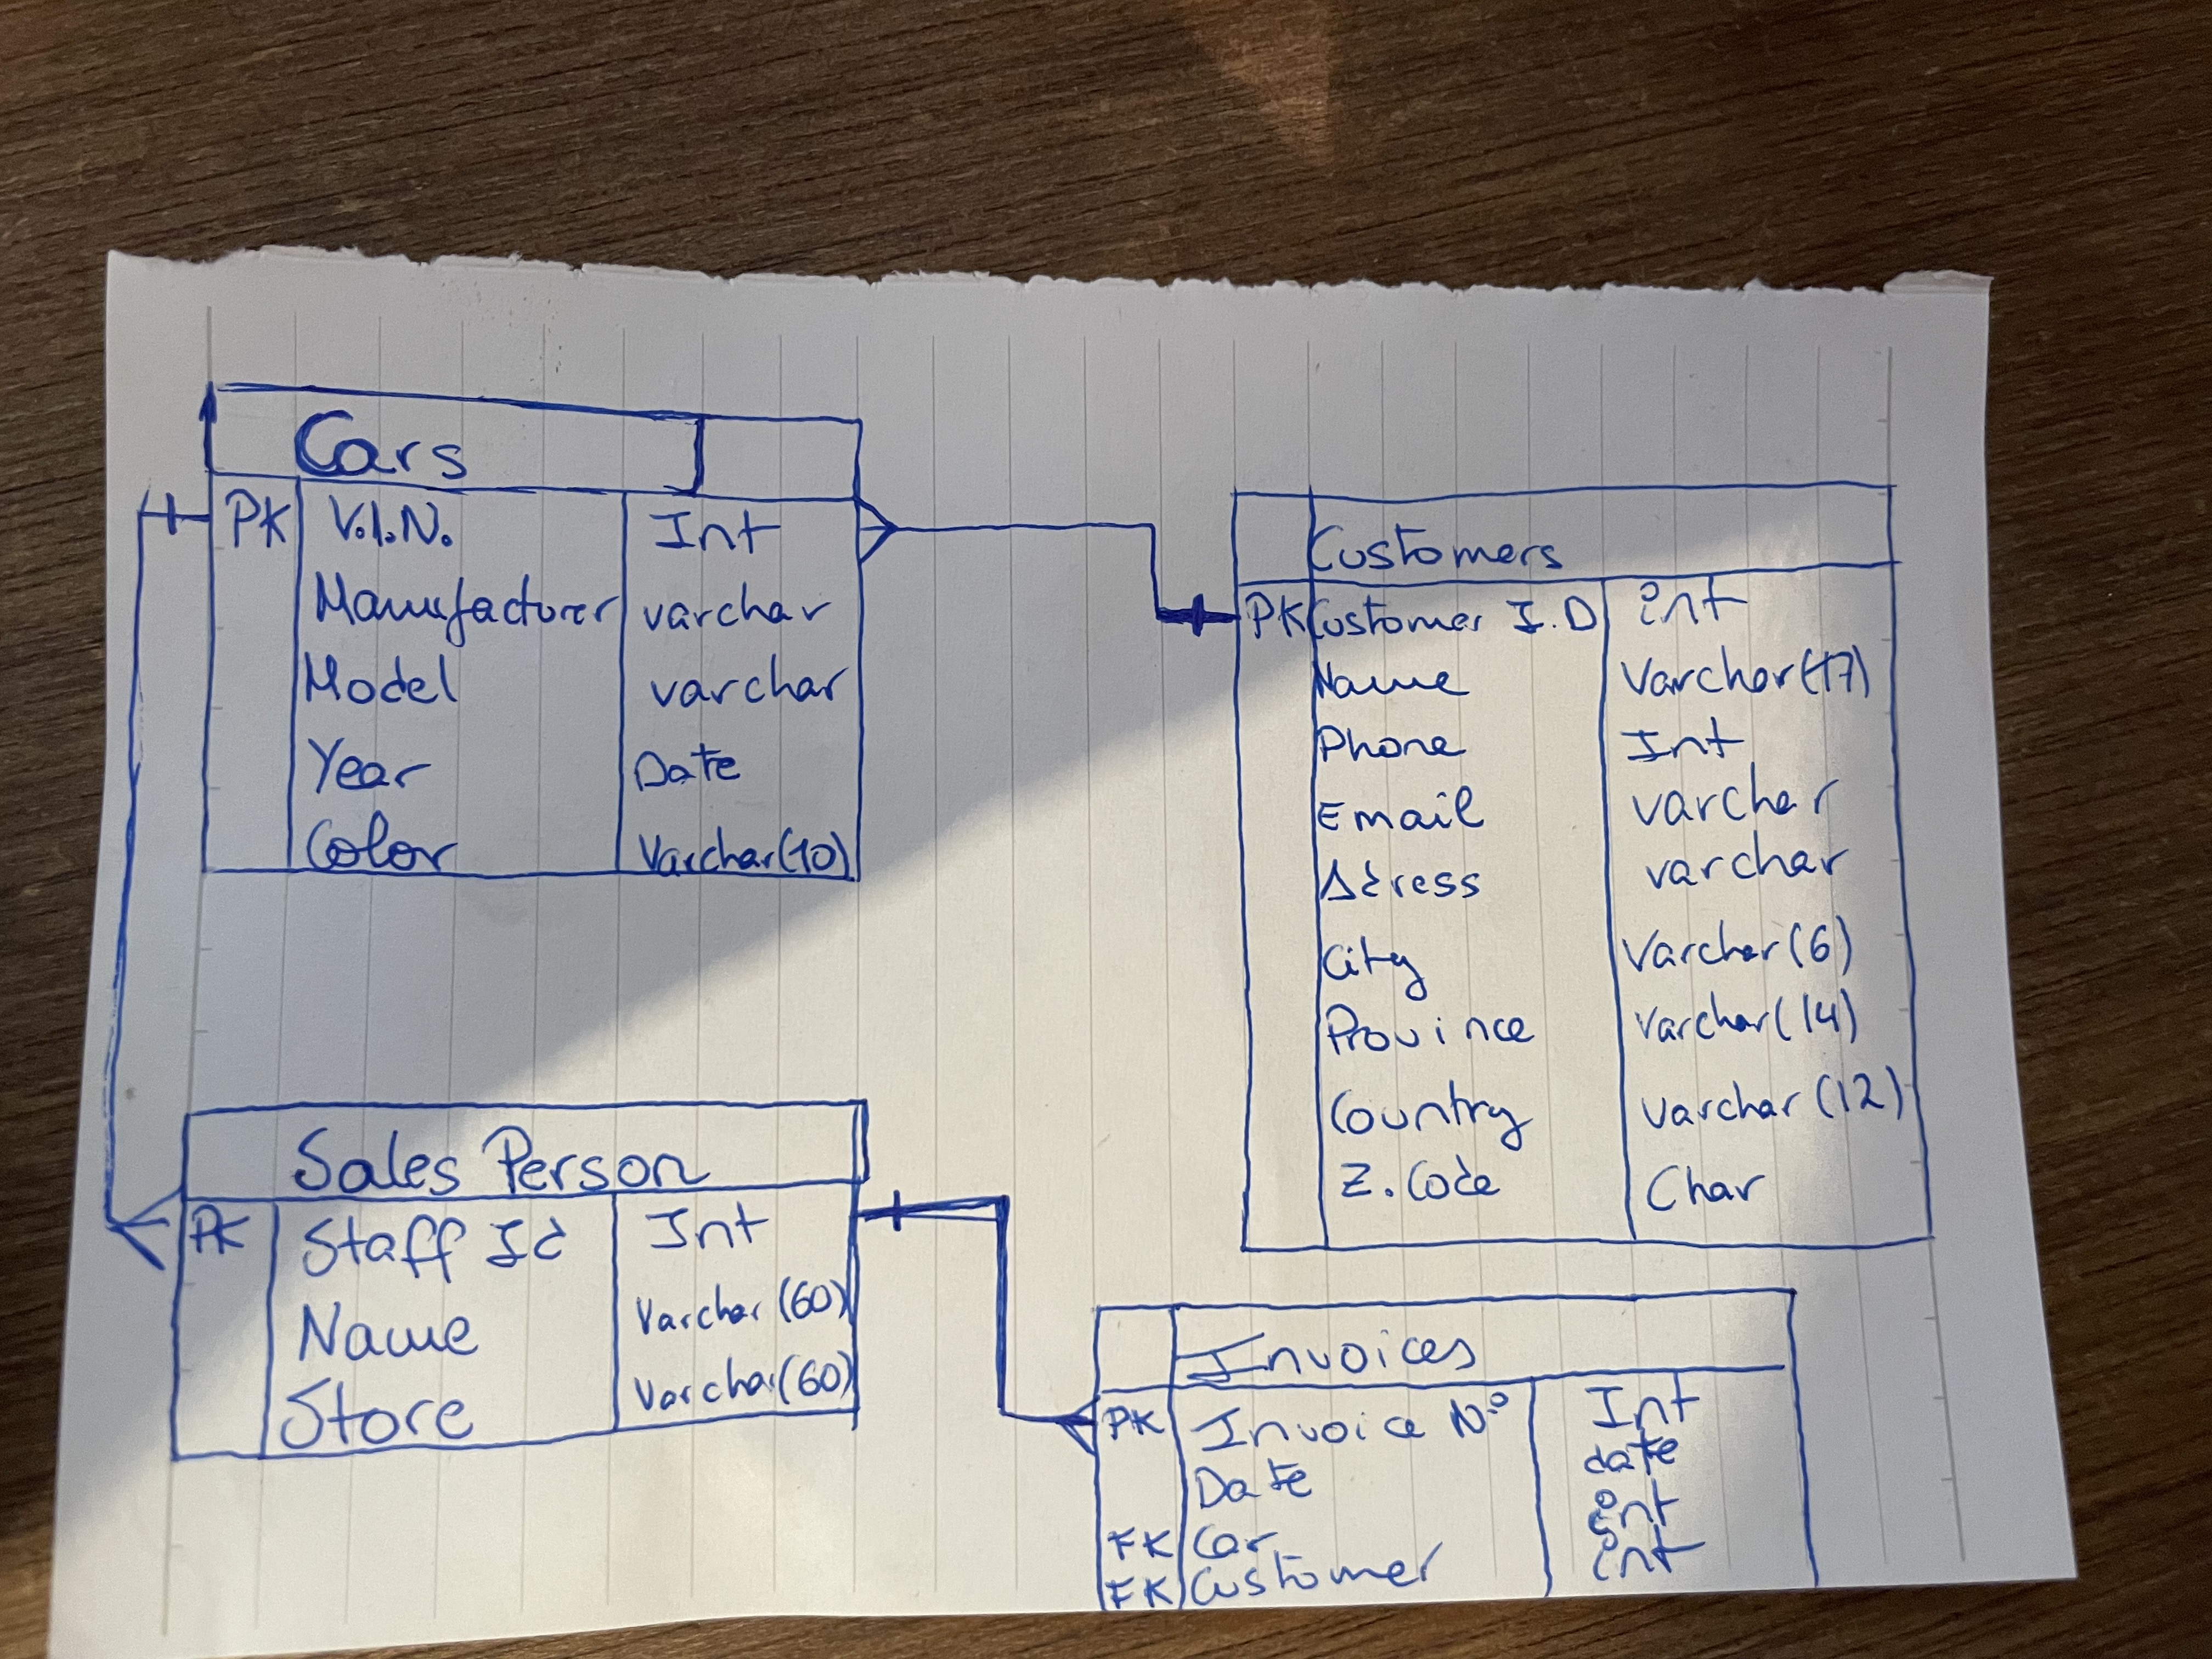 Cars
PK V.I.N. Int
Manufacturer varchar
Model varchar
Year Date
Color Varchar(10)
Customers
PK Customer I.D int
Name Varchar(17)
Phone Int
Email varchar
Adress varchar
City Varchar(6)
Province varchar(14)
Country varchar(12)
Z.Code Char
Sales Person
PK Staff Id Int
Name Varchar(60)
Store Varchar(60)
Invoices
PK Invoice Nº Int
Date date
FK Car int
FK Customer int